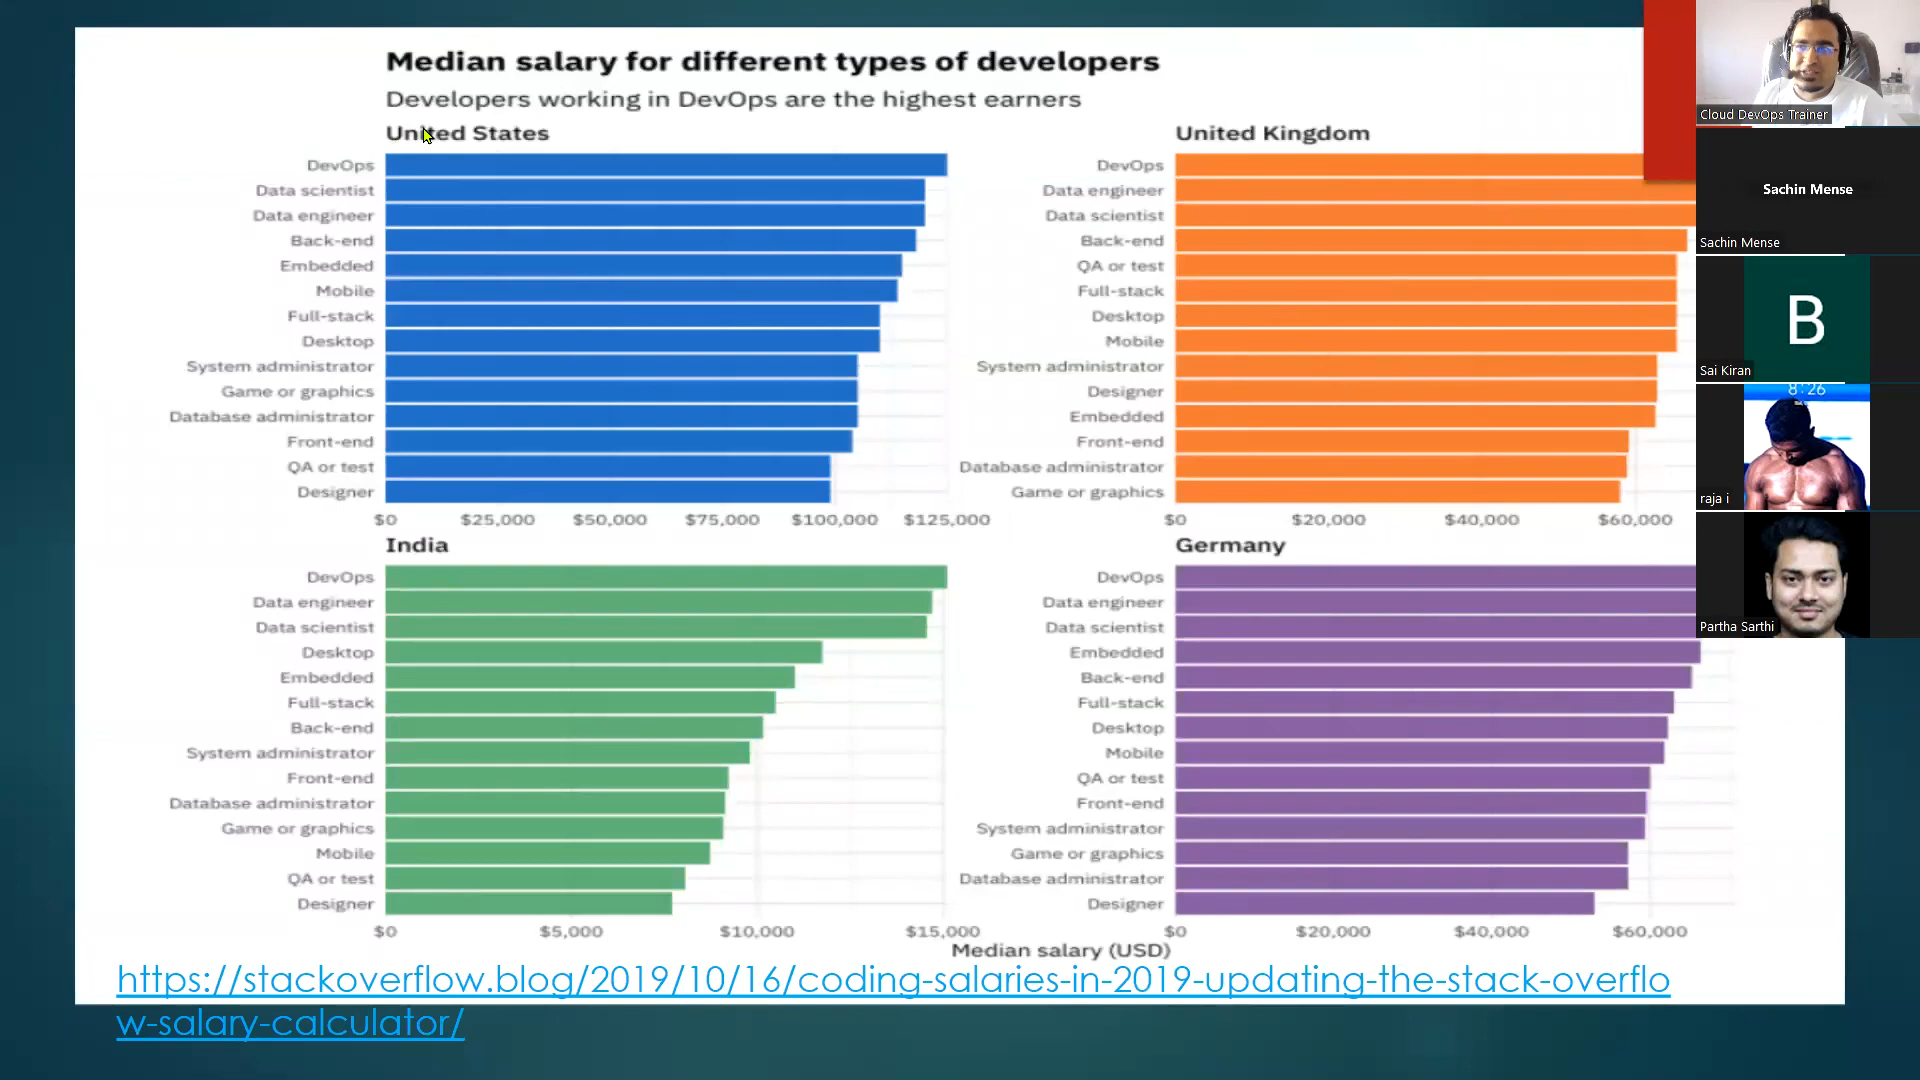 Median salary for different types of developers
Developers working in DevOps are the highest earners
United States
DevOps
Data scientist
Data engineer
Back-end
Embedded
Mobile
Full-stack
Desktop
System administrator
Game or graphics
Database administrator
Front-end
QA or test
Designer
$0 $25,000 $50,000 $75,000 $100,000 $125,000
United Kingdom
DevOps
Data engineer
Data scientist
Back-end
QA or test
Full-stack
Desktop
Mobile
System administrator
Designer
Embedded
Front-end
Database administrator
Game or graphics
$0 $20,000 $40,000 $60,000
India
DevOps
Data engineer
Data scientist
Desktop
Embedded
Full-stack
Back-end
System administrator
Front-end
Database administrator
Game or graphics
Mobile
QA or test
Designer
$0 $5,000 $10,000 $15,000
Germany
DevOps
Data engineer
Data scientist
Embedded
Back-end
Full-stack
Desktop
Mobile
QA or test
Front-end
System administrator
Game or graphics
Database administrator
Designer
$0 $20,000 $40,000 $60,000
Median salary (USD)
https://stackoverflow.blog/2019/10/16/coding-salaries-in-2019-updating-the-stack-overflo
w-salary-calculator/
Cloud DevOps Trainer
Sachin Mense
Sachin Mense
B
Sai Kiran
8:26
raja i
Partha Sarthi